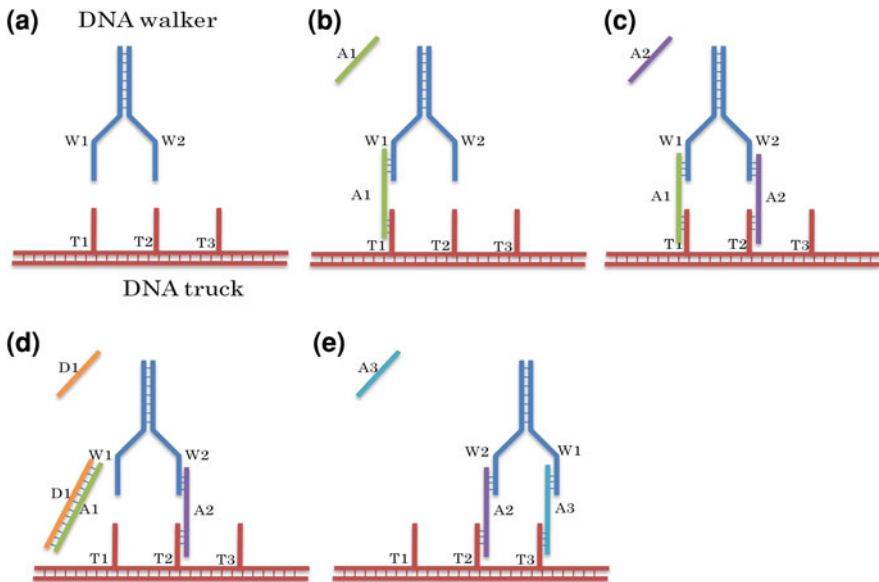 (a) DNA walker
W1 W2
T1 T2 T3
DNA truck
(b)
A1
W1 W2
A1
T1 T2 T3
(c)
A2
W1 W2
A1 A2
T1 T2 T3
(d)
D1
W1 W2
D1
A1 A2
T1 T2 T3
(e)
A3
W2 W1
A2 A3
T1 T2 T3